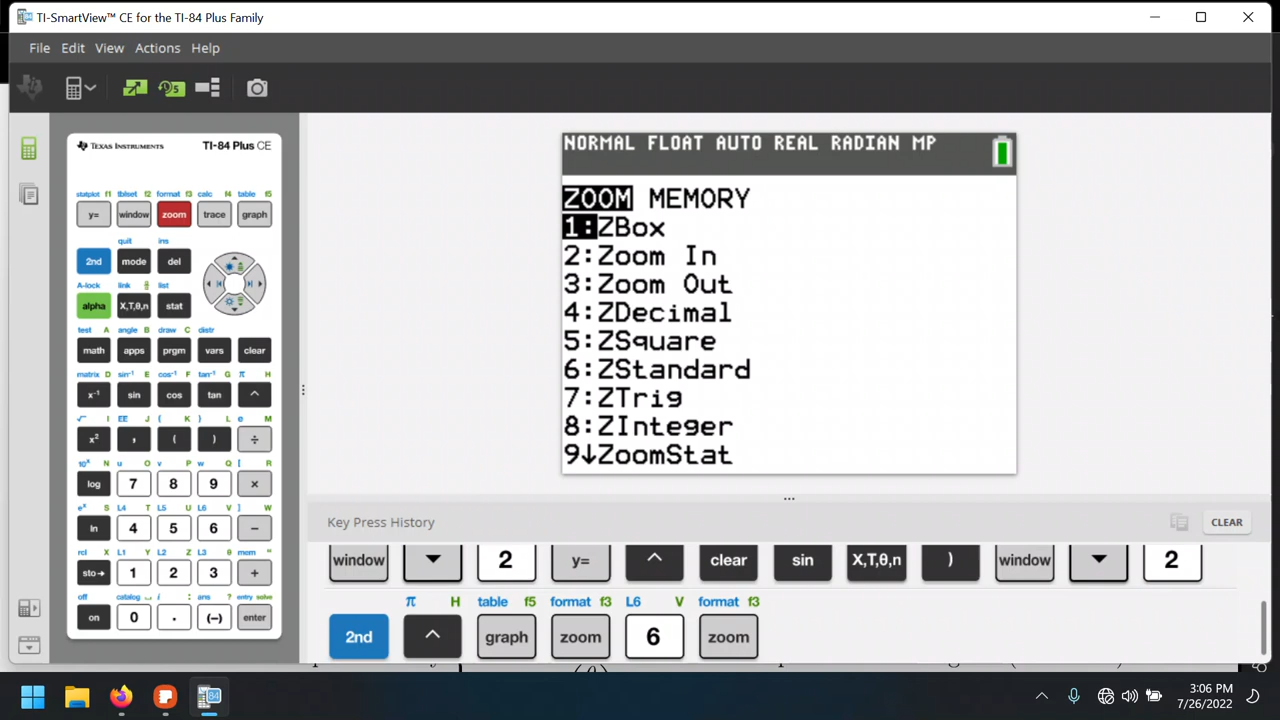 TI-SmartView™ CE for the TI-84 Plus Family
File Edit View Actions Help
TEXAS INSTRUMENTS TI-84 Plus CE
statplot f1 tblset f2 format f3 calc f4 table f5
y= window zoom trace graph
quit ins
2nd mode del
A-lock link list
alpha X,T,θ,n stat
test A angle B draw C distr
math apps prgm vars clear
matrix D sin⁻¹ E cos⁻¹ F tan⁻¹ G π H
x⁻¹ sin cos tan ^
√ I EE J { K } L e M
x² , ( ) ÷
10ˣ N u O v P w Q [ R
log 7 8 9 ×
eˣ S L4 T L5 U L6 V ] W
ln 4 5 6 −
rcl X L1 Y L2 Z L3 θ mem "
sto→ 1 2 3 +
off catalog i : ans ? entry solve
on 0 . (−) enter
NORMAL FLOAT AUTO REAL RADIAN MP
ZOOM MEMORY
1:ZBox
2:Zoom In
3:Zoom Out
4:ZDecimal
5:ZSquare
6:ZStandard
7:ZTrig
8:ZInteger
9↓ZoomStat
Key Press History CLEAR
window 2 y= ^ clear sin X,T,θ,n ) window 2
π H table f5 format f3 L6 V format f3
2nd ^ graph zoom 6 zoom
84
3:06 PM
7/26/2022